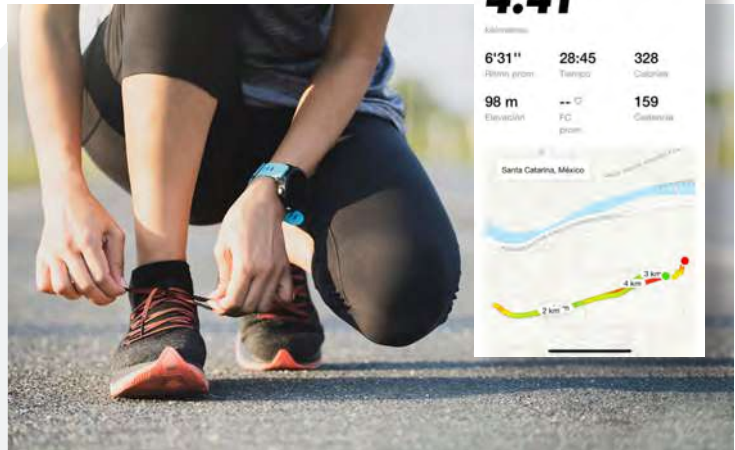 4.41
Kilómetros
6'31" 28:45 328
Ritmo prom. Tiempo Calorías
98 m -- 159
Elevación FC prom. Cadencia
Santa Catarina, México
3 km
4 km
2 km